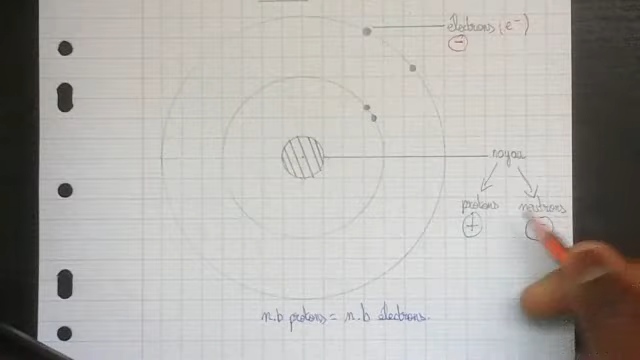 électrons (e⁻)
−
noyau
protons neutrons
+
n.b protons = n.b électrons.